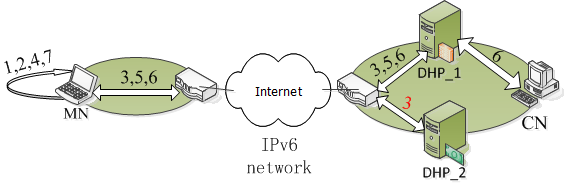 1,2,4,7
MN
3,5,6
Internet
IPv6
network
3,5,6
3
DHP_1
6
CN
DHP_2